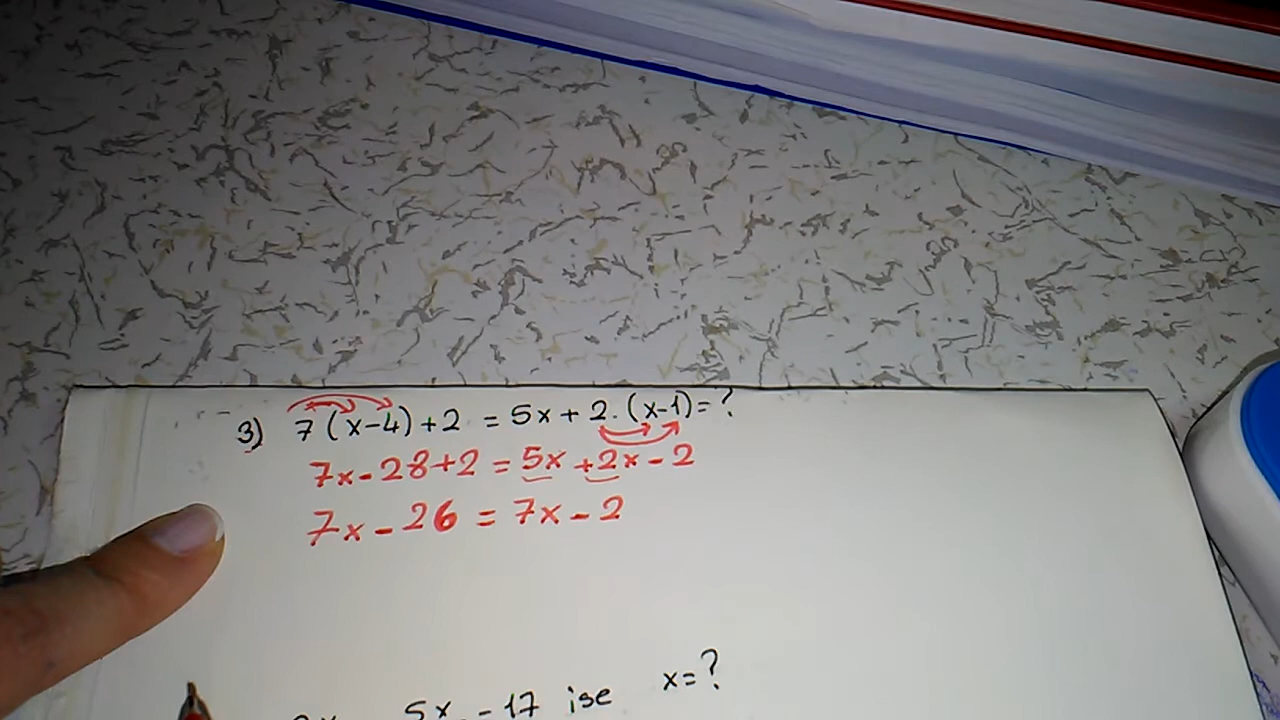 3) 7(x-4)+2 = 5x+2.(x-1)=?
7x-28+2 = 5x+2x-2
7x-26 = 7x-2
5x -17 ise x=?